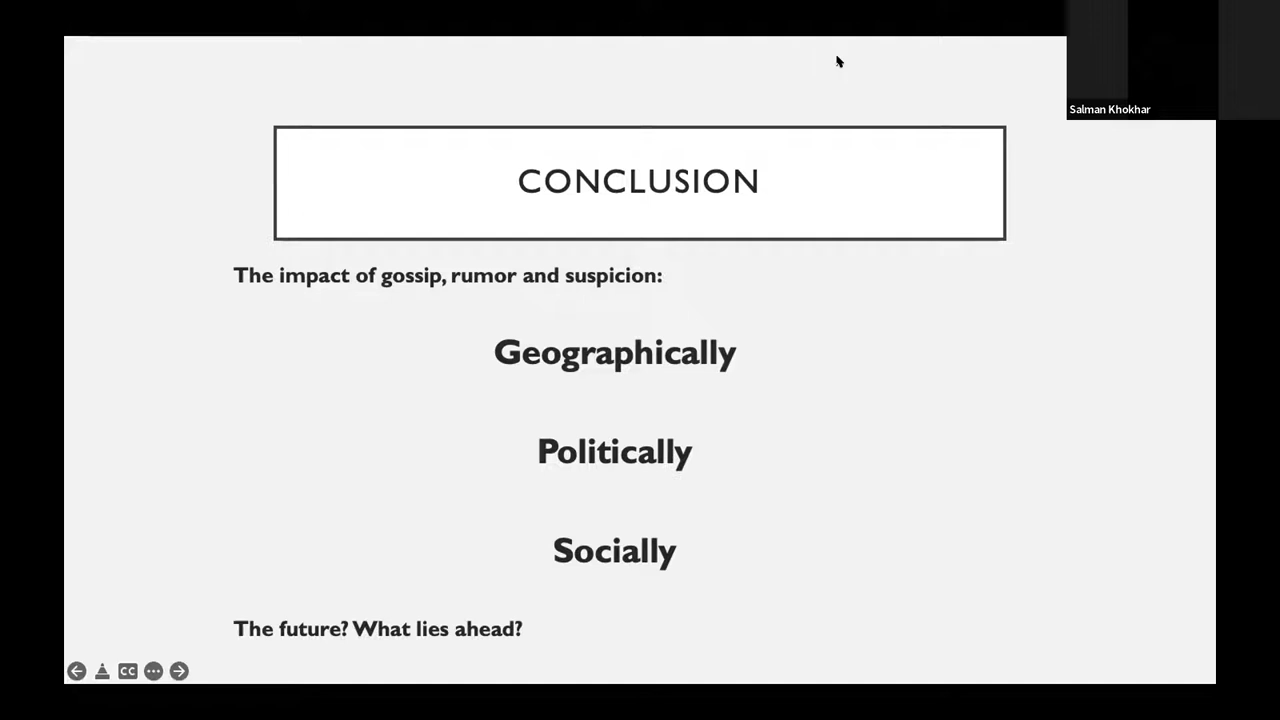 Salman Khokhar
CONCLUSION
The impact of gossip, rumor and suspicion:
Geographically
Politically
Socially
The future? What lies ahead?
CC